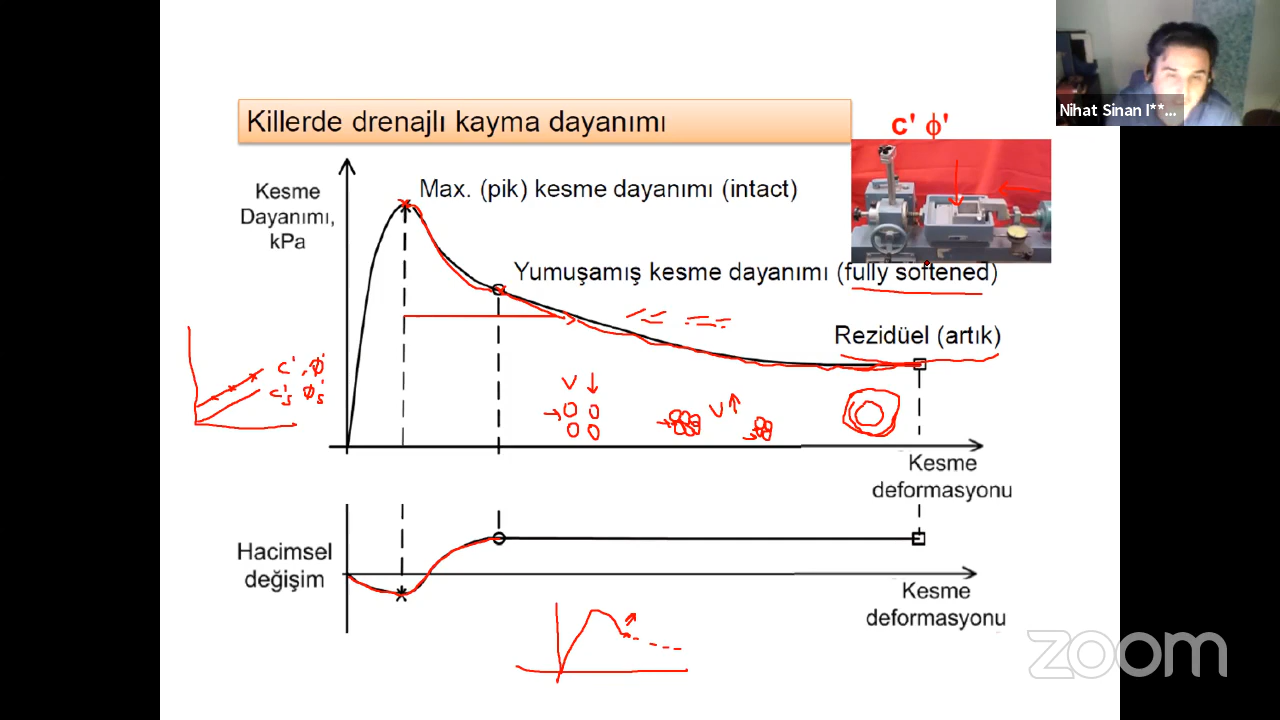 Nihat Sinan I**...
Killerde drenajlı kayma dayanımı
c' ϕ'
Kesme
Dayanımı,
kPa
Max. (pik) kesme dayanımı (intact)
Yumuşamış kesme dayanımı (fully softened)
Rezidüel (artık)
c', ϕ'
c's ϕ's
V ↓
V ↑
Kesme
deformasyonu
Hacimsel
değişim
Kesme
deformasyonu
zoom